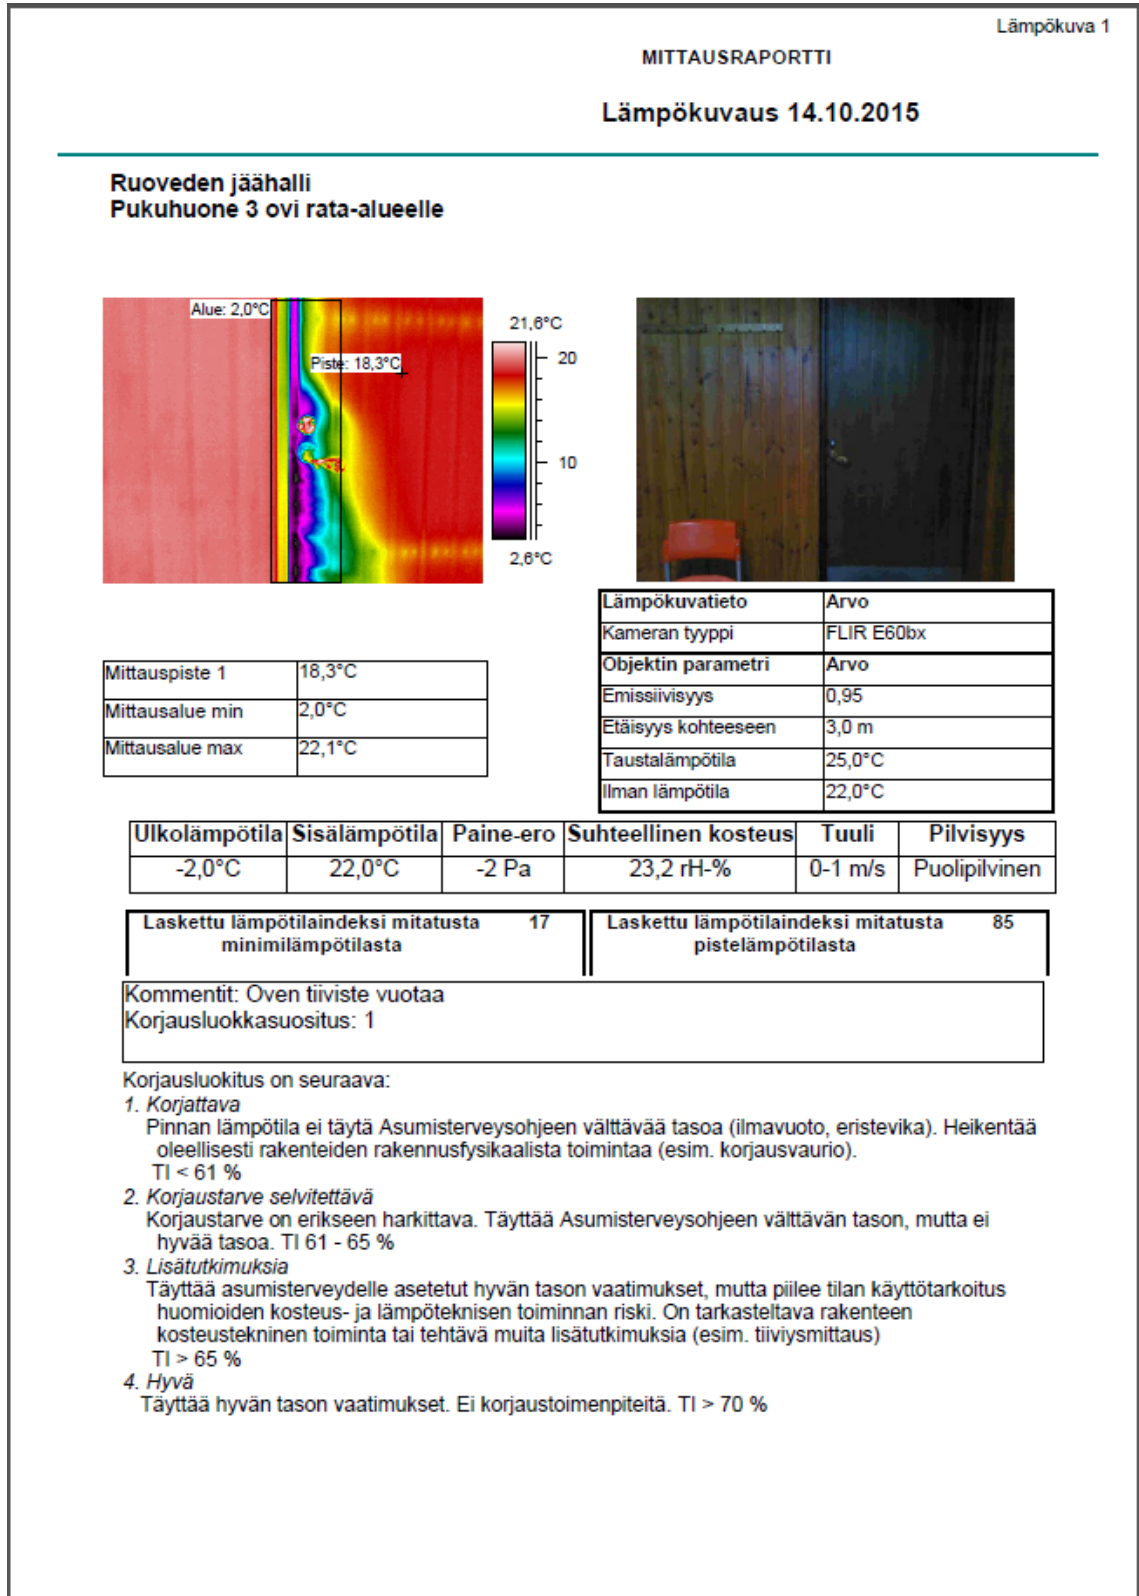 Lämpökuva 1
MITTAUSRAPORTTI
Lämpökuvaus 14.10.2015
Ruoveden jäähalli
Pukuhuone 3 ovi rata-alueelle
Alue: 2,0°C
Piste: 18,3°C
21,6°C
20
10
2,6°C
Mittauspiste 1 18,3°C
Mittausalue min 2,0°C
Mittausalue max 22,1°C
Lämpökuvatieto Arvo
Kameran tyyppi FLIR E60bx
Objektin parametri Arvo
Emissiivisyys 0,95
Etäisyys kohteeseen 3,0 m
Taustalämpötila 25,0°C
Ilman lämpötila 22,0°C
Ulkolämpötila Sisälämpötila Paine-ero Suhteellinen kosteus Tuuli Pilvisyys
-2,0°C 22,0°C -2 Pa 23,2 rH-% 0-1 m/s Puolipilvinen
Laskettu lämpötilaindeksi mitatusta 17
minimilämpötilasta
Laskettu lämpötilaindeksi mitatusta 85
pistelämpötilasta
Kommentit: Oven tiiviste vuotaa
Korjausluokkasuositus: 1
Korjausluokitus on seuraava:
1. Korjattava
Pinnan lämpötila ei täytä Asumisterveysohjeen välttävää tasoa (ilmavuoto, eristevika). Heikentää
oleellisesti rakenteiden rakennusfysikaalista toimintaa (esim. korjausvaurio).
TI < 61 %
2. Korjaustarve selvitettävä
Korjaustarve on erikseen harkittava. Täyttää Asumisterveysohjeen välttävän tason, mutta ei
hyvää tasoa. TI 61 - 65 %
3. Lisätutkimuksia
Täyttää asumisterveydelle asetetut hyvän tason vaatimukset, mutta piilee tilan käyttötarkoitus
huomioiden kosteus- ja lämpöteknisen toiminnan riski. On tarkasteltava rakenteen
kosteustekninen toiminta tai tehtävä muita lisätutkimuksia (esim. tiiviysmittaus)
TI > 65 %
4. Hyvä
Täyttää hyvän tason vaatimukset. Ei korjaustoimenpiteitä. TI > 70 %